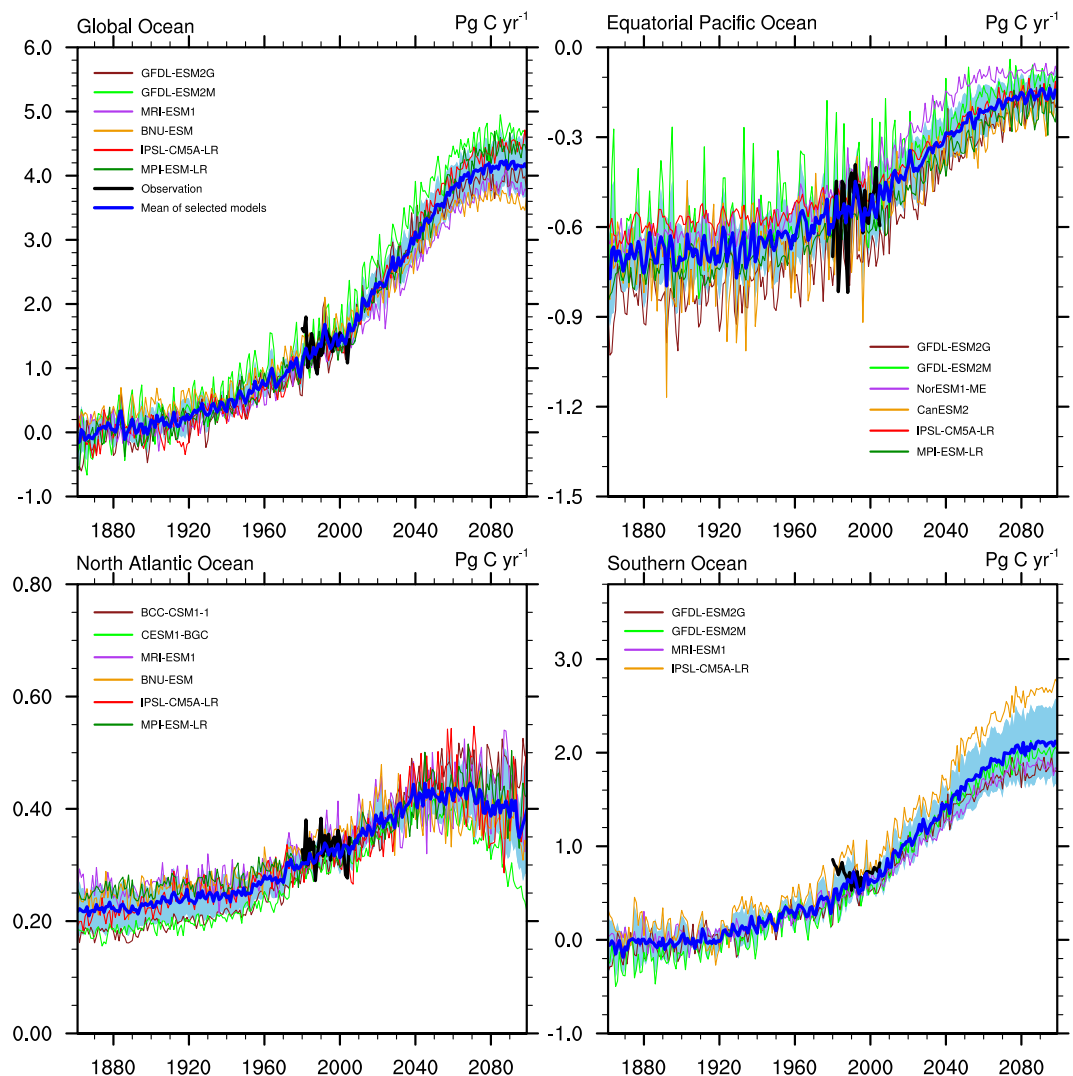 Global Ocean
Pg C yr-1
6.0
5.0
4.0
3.0
2.0
1.0
0.0
-1.0
GFDL-ESM2G
GFDL-ESM2M
MRI-ESM1
BNU-ESM
IPSL-CM5A-LR
MPI-ESM-LR
Observation
Mean of selected models
1880 1920 1960 2000 2040 2080
Equatorial Pacific Ocean
Pg C yr-1
0.0
-0.3
-0.6
-0.9
-1.2
-1.5
GFDL-ESM2G
GFDL-ESM2M
NorESM1-ME
CanESM2
IPSL-CM5A-LR
MPI-ESM-LR
1880 1920 1960 2000 2040 2080
North Atlantic Ocean
Pg C yr-1
0.80
0.60
0.40
0.20
0.00
BCC-CSM1-1
CESM1-BGC
MRI-ESM1
BNU-ESM
IPSL-CM5A-LR
MPI-ESM-LR
1880 1920 1960 2000 2040 2080
Southern Ocean
Pg C yr-1
3.0
2.0
1.0
0.0
-1.0
GFDL-ESM2G
GFDL-ESM2M
MRI-ESM1
IPSL-CM5A-LR
1880 1920 1960 2000 2040 2080